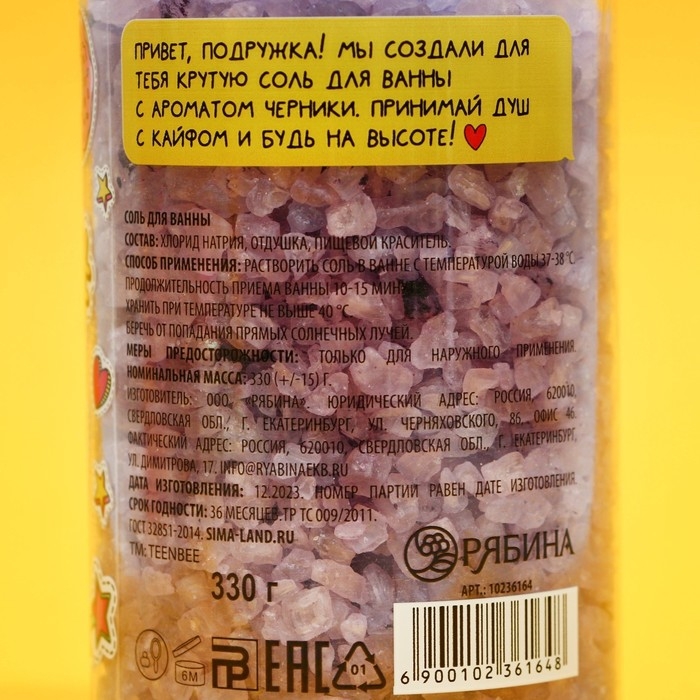 ПРИВЕТ, ПОДРУЖКА! МЫ СОЗДАЛИ ДЛЯ
ТЕБЯ КРУТУЮ СОЛЬ ДЛЯ ВАННЫ
С АРОМАТОМ ЧЕРНИКИ. ПРИНИМАЙ ДУШ
С КАЙФОМ И БУДЬ НА ВЫСОТЕ!
СОЛЬ ДЛЯ ВАННЫ
СОСТАВ: ХЛОРИД НАТРИЯ, ОТДУШКА, ПИЩЕВОЙ КРАСИТЕЛЬ.
СПОСОБ ПРИМЕНЕНИЯ: РАСТВОРИТЬ СОЛЬ В ВАННЕ С ТЕМПЕРАТУРОЙ ВОДЫ 37-38 °С
ПРОДОЛЖИТЕЛЬНОСТЬ ПРИЕМА ВАННЫ 10-15 МИНУТ
ХРАНИТЬ ПРИ ТЕМПЕРАТУРЕ НЕ ВЫШЕ 40 °С.
БЕРЕЧЬ ОТ ПОПАДАНИЯ ПРЯМЫХ СОЛНЕЧНЫХ ЛУЧЕЙ.
МЕРЫ ПРЕДОСТОРОЖНОСТИ: ТОЛЬКО ДЛЯ НАРУЖНОГО ПРИМЕНЕНИЯ.
НОМИНАЛЬНАЯ МАССА: 330 (+/-15) Г.
ИЗГОТОВИТЕЛЬ: ООО «РЯБИНА», ЮРИДИЧЕСКИЙ АДРЕС: РОССИЯ, 620010,
СВЕРДЛОВСКАЯ ОБЛ., Г. ЕКАТЕРИНБУРГ, УЛ. ЧЕРНЯХОВСКОГО, 86, ОФИС 46.
ФАКТИЧЕСКИЙ АДРЕС: РОССИЯ, 620010, СВЕРДЛОВСКАЯ ОБЛ., Г. ЕКАТЕРИНБУРГ,
УЛ. ДИМИТРОВА, 17. INFO@RYABINAEKB.RU
ДАТА ИЗГОТОВЛЕНИЯ: 12.2023. НОМЕР ПАРТИИ РАВЕН ДАТЕ ИЗГОТОВЛЕНИЯ.
СРОК ГОДНОСТИ: 36 МЕСЯЦЕВ. ТР ТС 009/2011.
ГОСТ 32851-2014. SIMA-LAND.RU
ТМ: TEENBEE
РЯБИНА
330 г
АРТ.: 10236164
6M
EAC
01
6 900102 361648